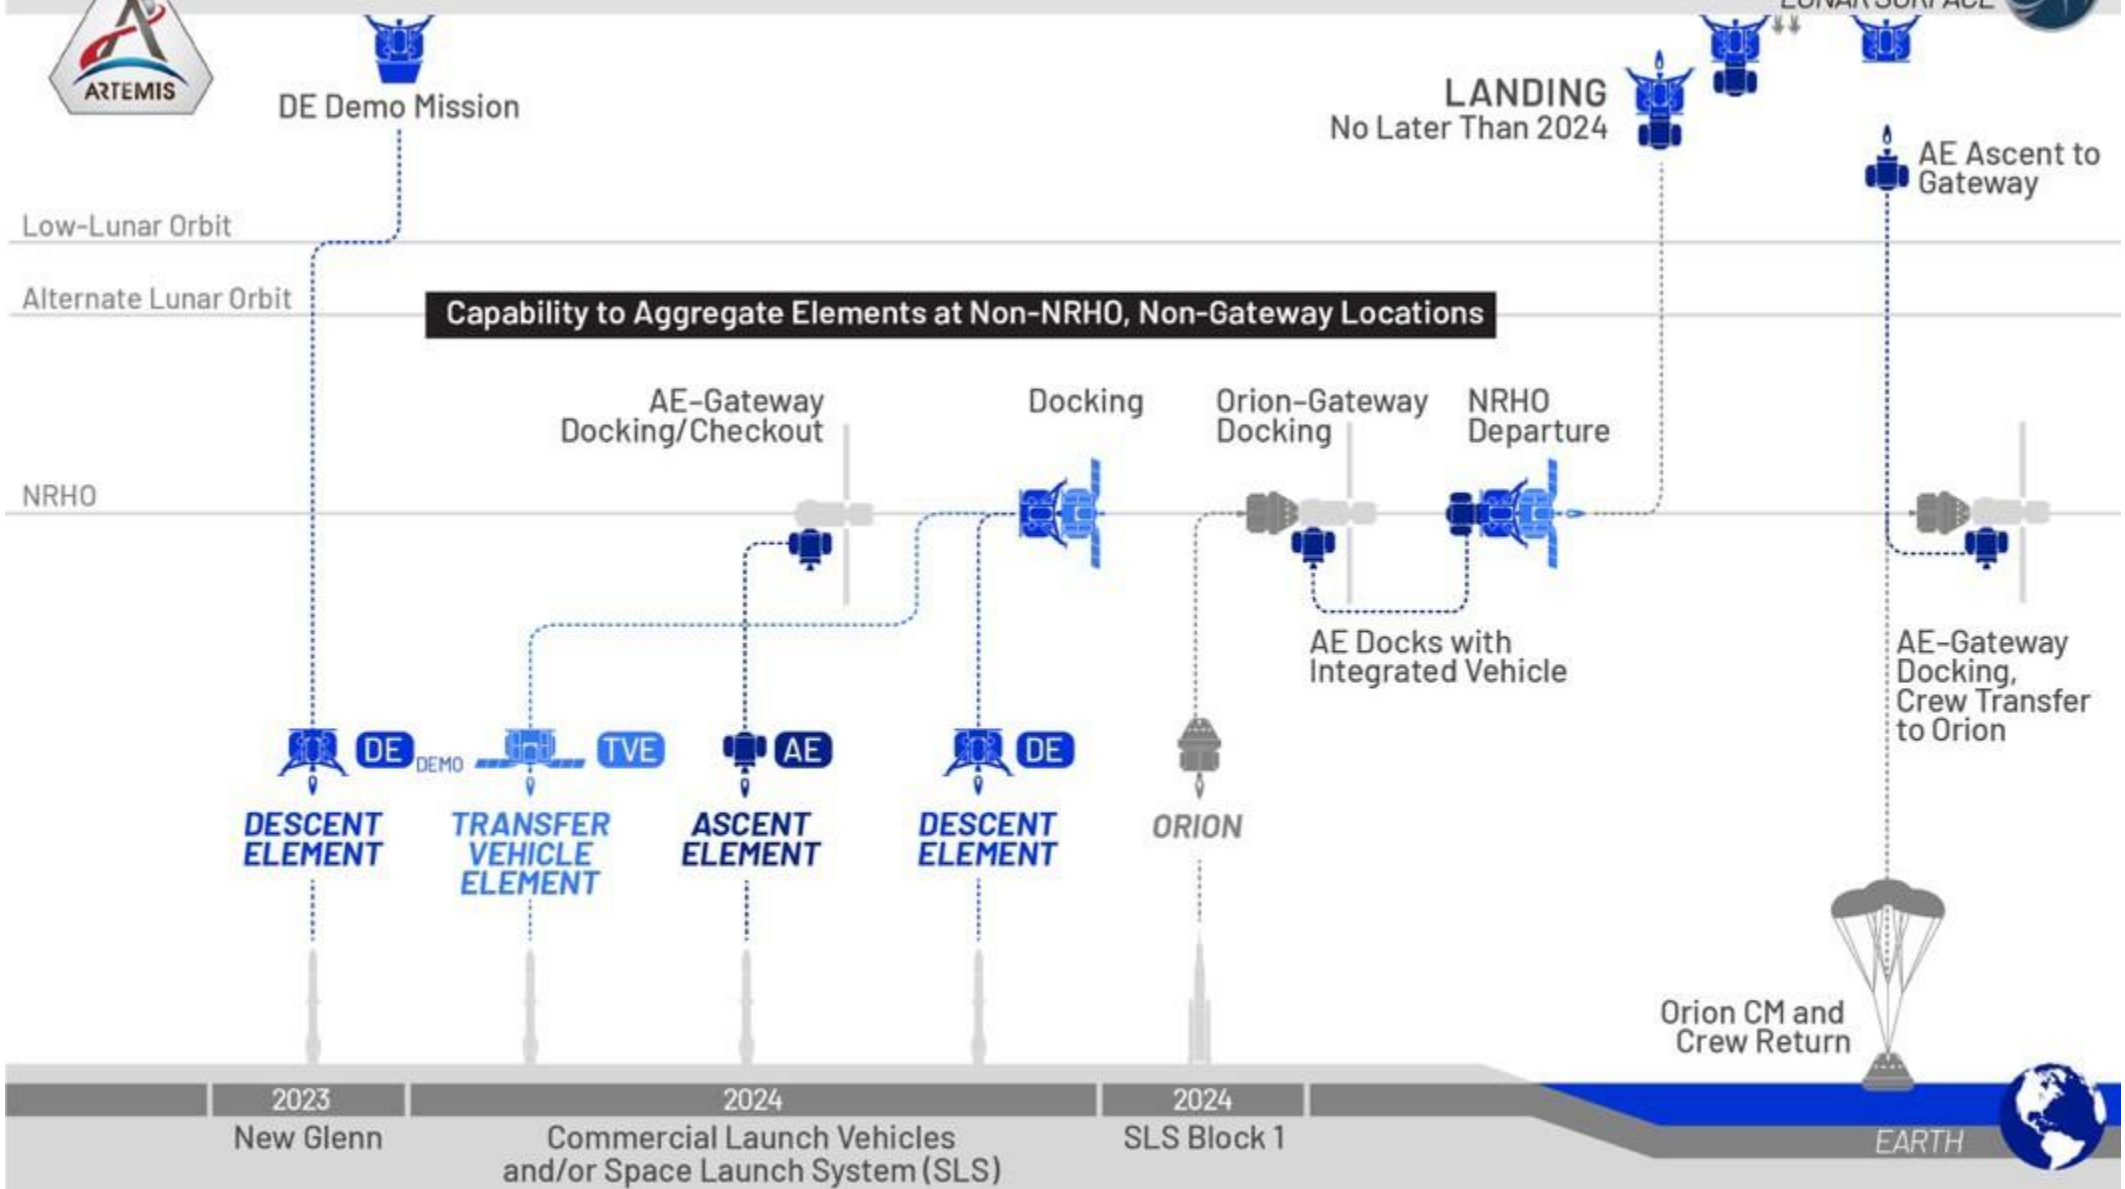 LUNAR SURFACE
ARTEMIS
DE Demo Mission
LANDING
No Later Than 2024
AE Ascent to
Gateway
Low-Lunar Orbit
Alternate Lunar Orbit
Capability to Aggregate Elements at Non-NRHO, Non-Gateway Locations
AE-Gateway
Docking/Checkout
Docking
Orion-Gateway
Docking
NRHO
Departure
NRHO
AE Docks with
Integrated Vehicle
AE-Gateway
Docking,
Crew Transfer
to Orion
DE DEMO
TVE
AE
DE
DESCENT
ELEMENT
TRANSFER
VEHICLE
ELEMENT
ASCENT
ELEMENT
DESCENT
ELEMENT
ORION
Orion CM and
Crew Return
2023
2024
2024
New Glenn
Commercial Launch Vehicles
and/or Space Launch System (SLS)
SLS Block 1
EARTH